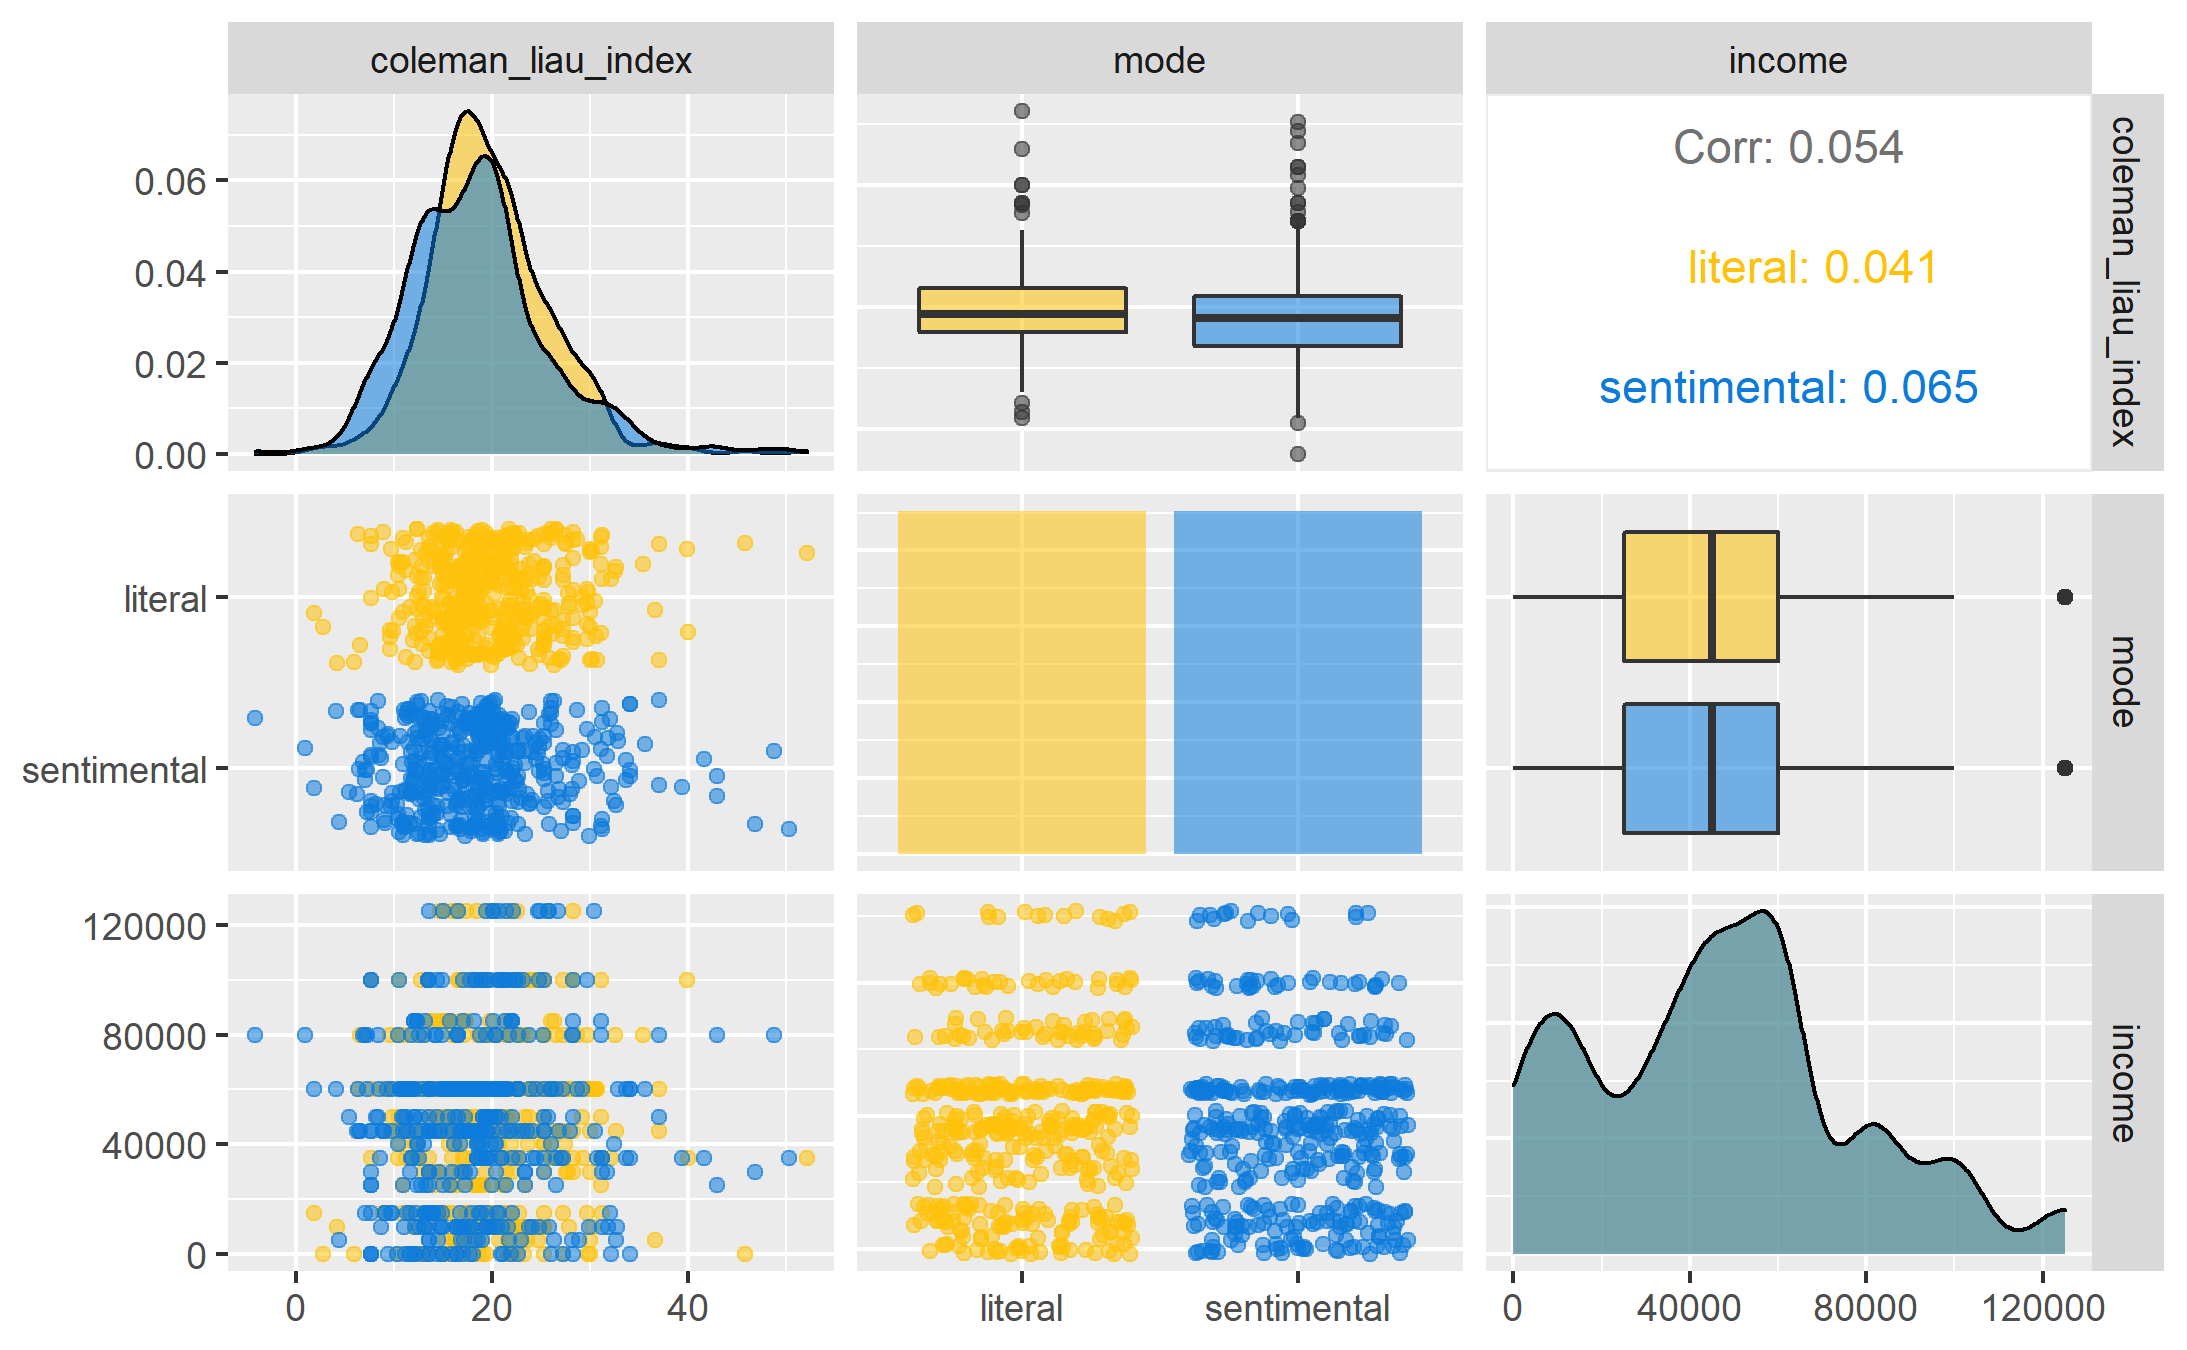 coleman_liau_index
mode
income
0.06
0.04
0.02
0.00
Corr: 0.054
literal: 0.041
sentimental: 0.065
coleman_liau_index
literal
sentimental
mode
120000
80000
40000
0
income
0 20 40
literal sentimental
0 40000 80000 120000